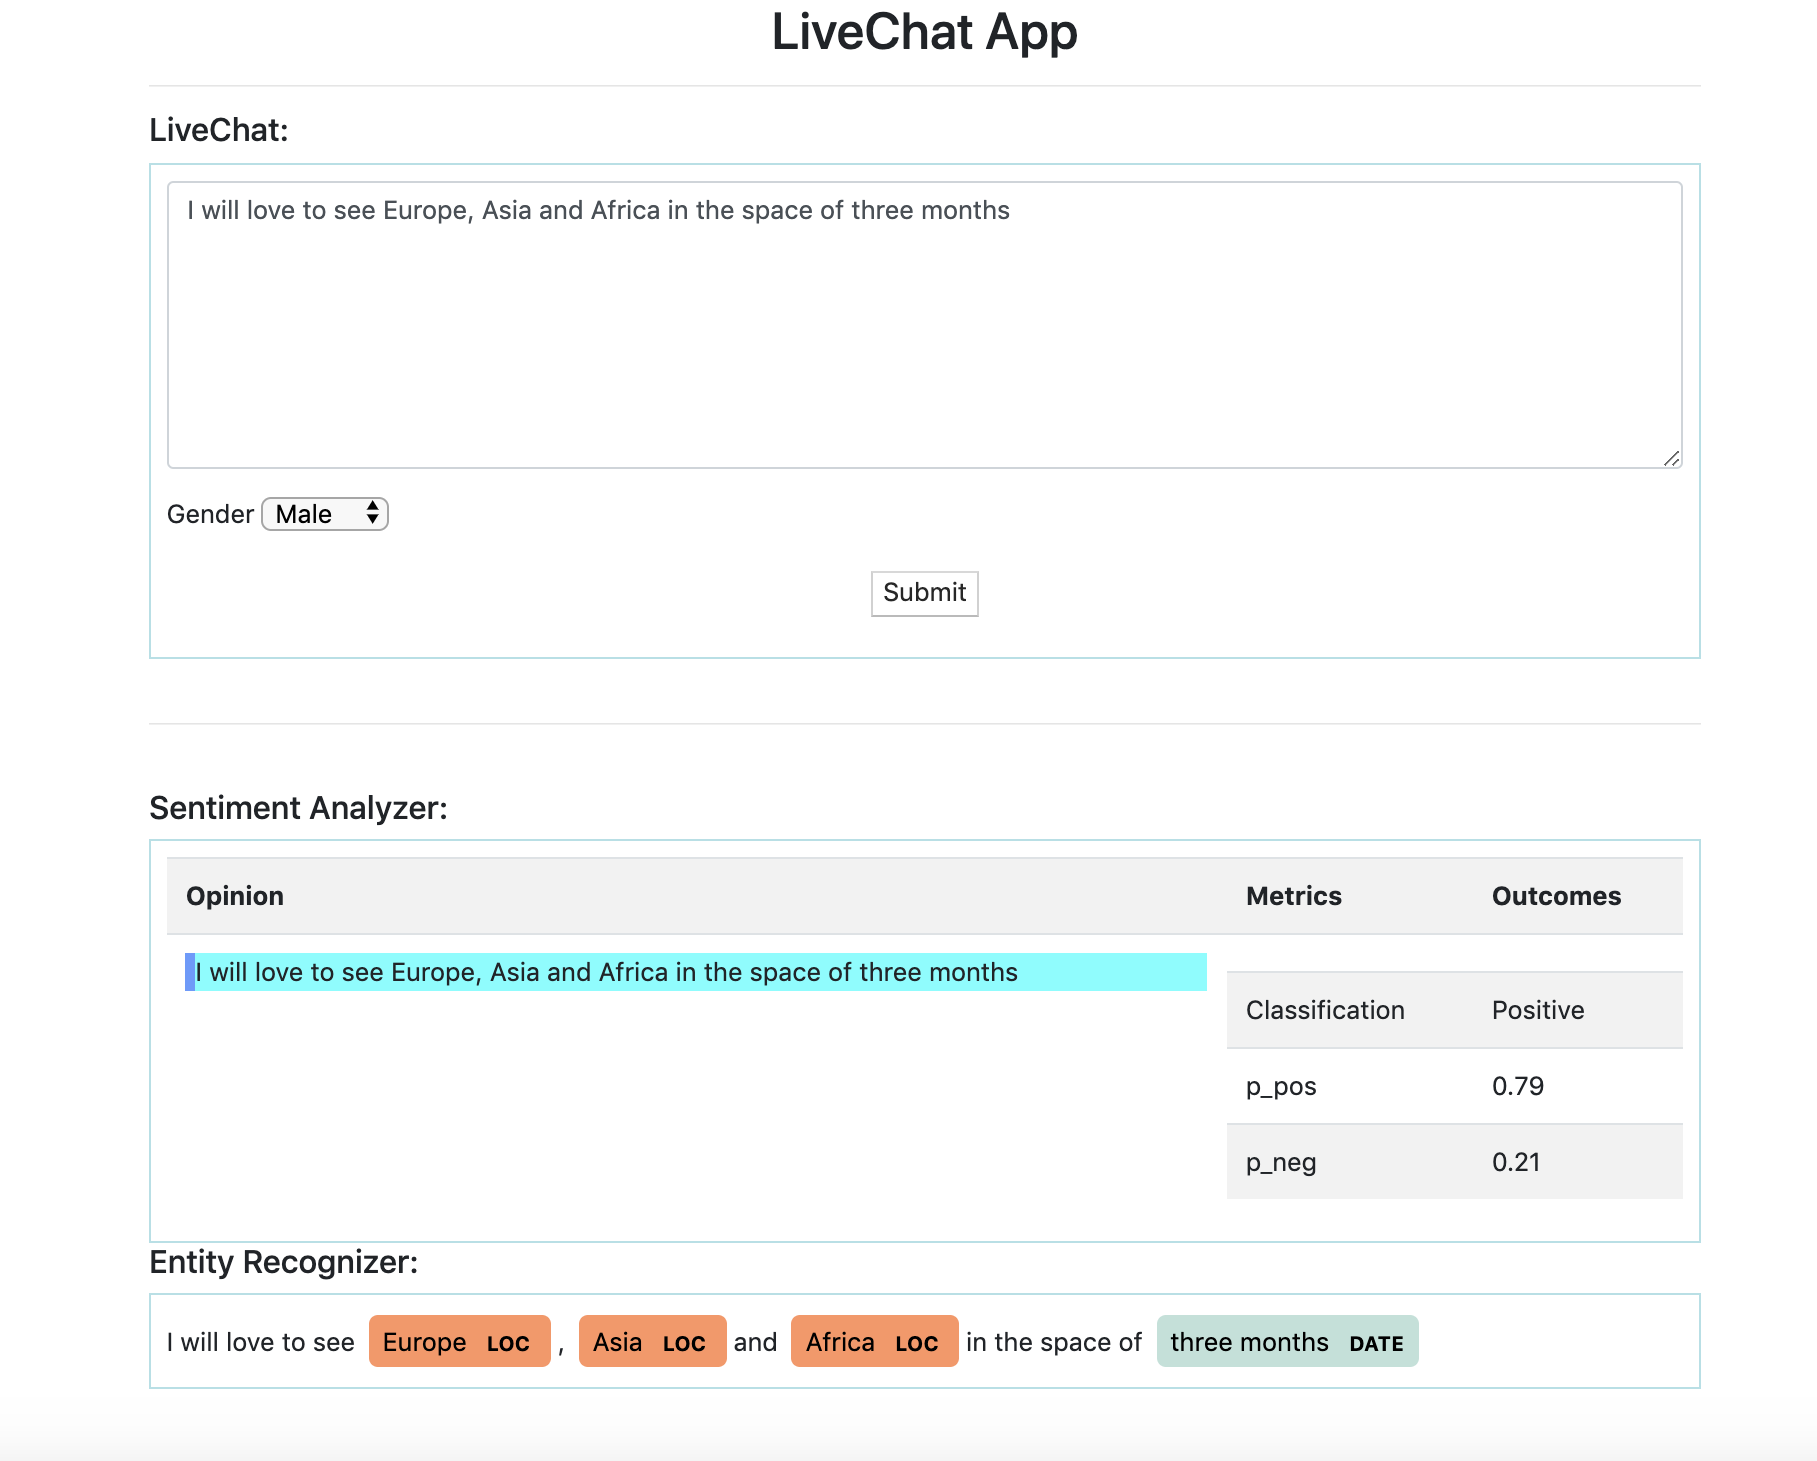 LiveChat App
LiveChat:
I will love to see Europe, Asia and Africa in the space of three months
Gender Male
Submit
Sentiment Analyzer:
Opinion Metrics Outcomes
I will love to see Europe, Asia and Africa in the space of three months
Classification Positive
p_pos 0.79
p_neg 0.21
Entity Recognizer:
I will love to see Europe LOC , Asia LOC and Africa LOC in the space of three months DATE